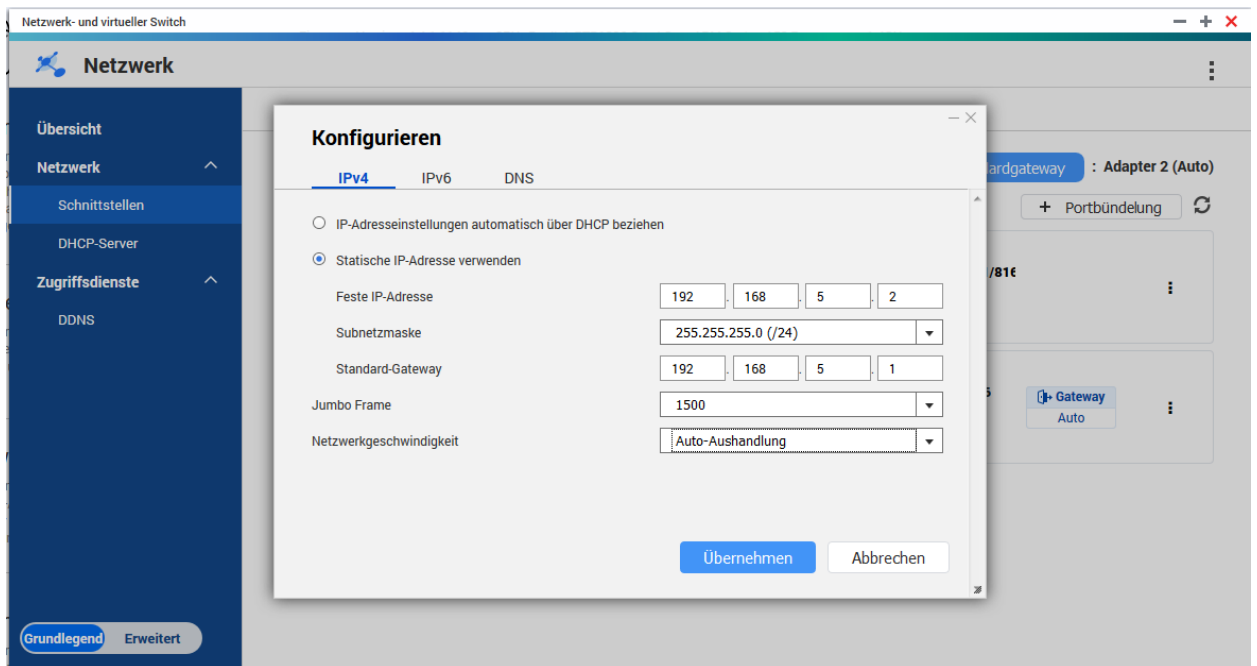 Netzwerk- und virtueller Switch
Netzwerk
Übersicht
Netzwerk
Schnittstellen
DHCP-Server
Zugriffsdienste
DDNS
Grundlegend Erweitert
: Adapter 2 (Auto)
+ Portbündelung
/816
Gateway
Auto
Konfigurieren
IPv4 IPv6 DNS
IP-Adresseinstellungen automatisch über DHCP beziehen
Statische IP-Adresse verwenden
Feste IP-Adresse 192 . 168 . 5 . 2
Subnetzmaske 255.255.255.0 (/24)
Standard-Gateway 192 . 168 . 5 . 1
Jumbo Frame 1500
Netzwerkgeschwindigkeit Auto-Aushandlung
Übernehmen Abbrechen